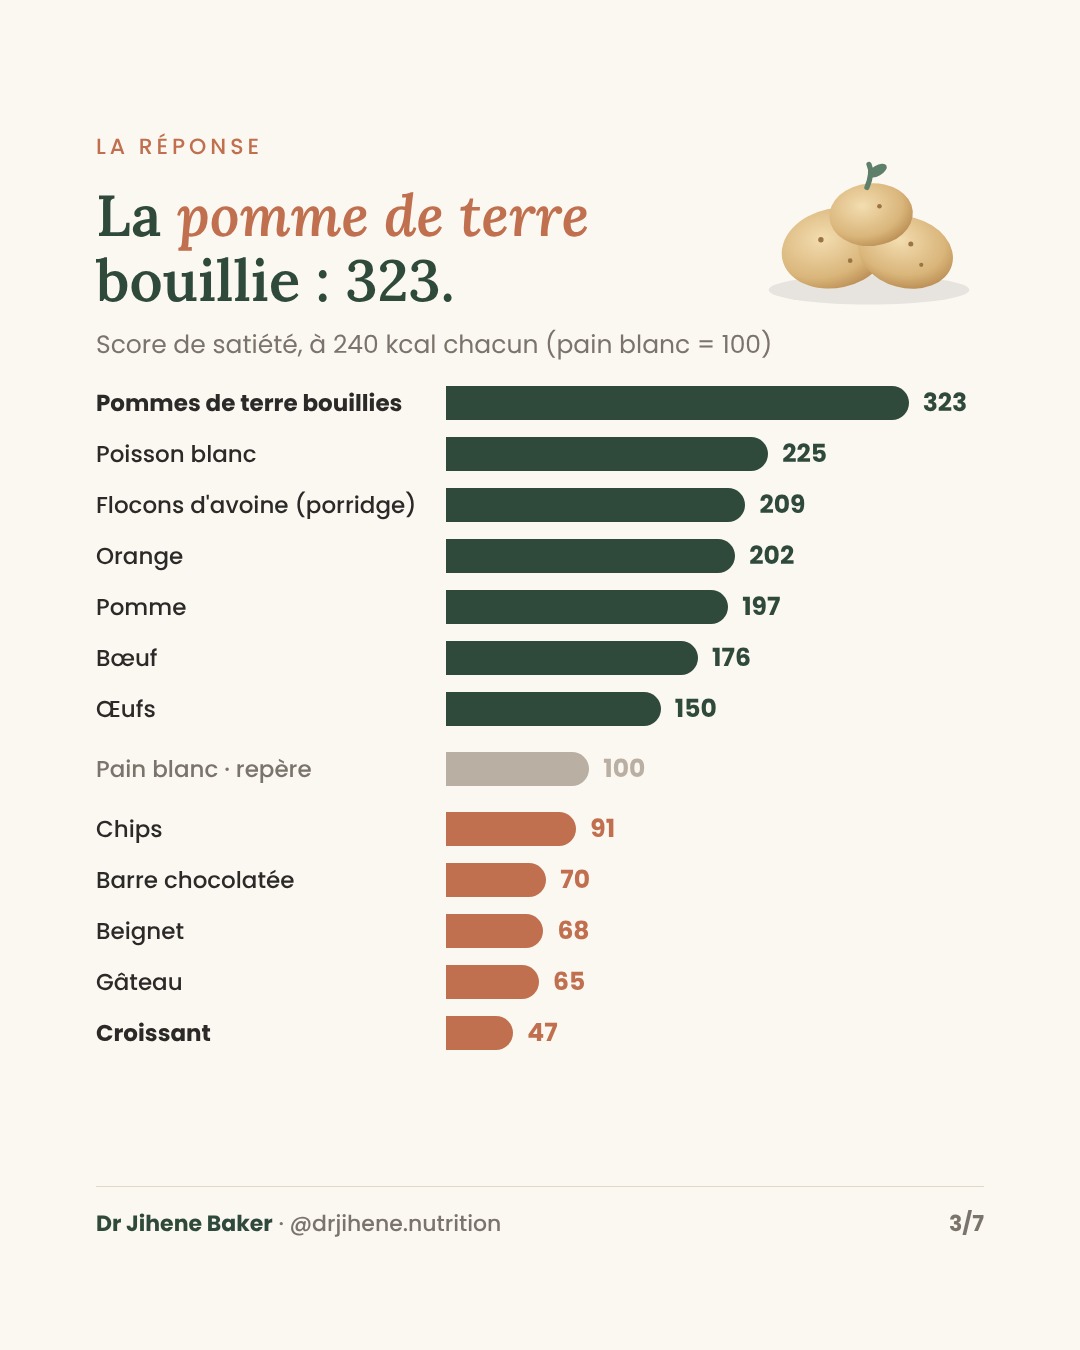 LA RÉPONSE
La pomme de terre
bouillie : 323.
Score de satiété, à 240 kcal chacun (pain blanc = 100)
Pommes de terre bouillies 323
Poisson blanc 225
Flocons d'avoine (porridge) 209
Orange 202
Pomme 197
Bœuf 176
Œufs 150
Pain blanc · repère 100
Chips 91
Barre chocolatée 70
Beignet 68
Gâteau 65
Croissant 47
Dr Jihene Baker · @drjihene.nutrition 3/7